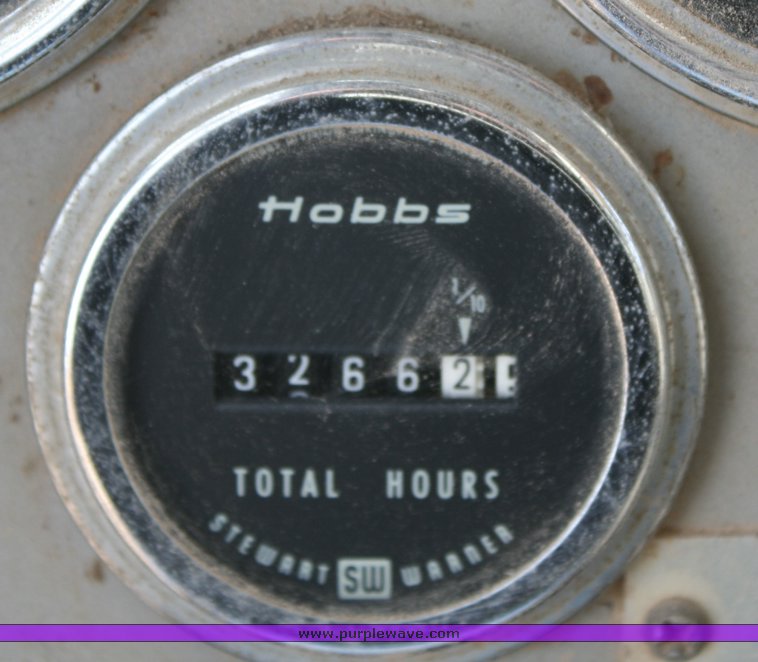 Hobbs
1/10
3 2 6 6 2
TOTAL HOURS
STEWART SW WARNER
www.purplewave.com